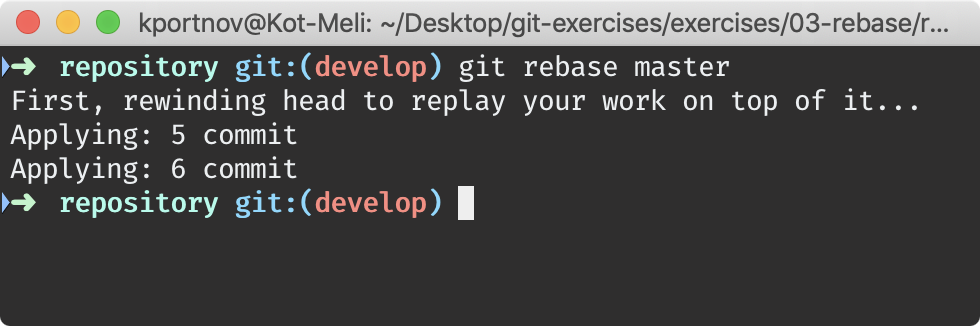 kportnov@Kot-Meli: ~/Desktop/git-exercises/exercises/03-rebase/r...
➜ repository git:(develop) git rebase master
First, rewinding head to replay your work on top of it...
Applying: 5 commit
Applying: 6 commit
➜ repository git:(develop)